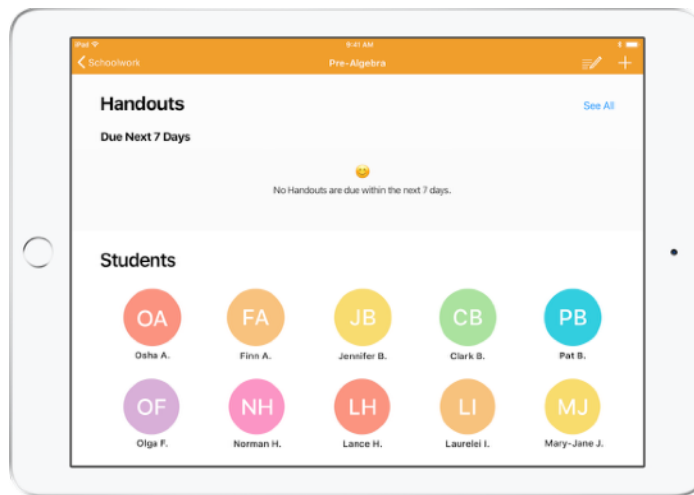 iPad 9:41 AM
Schoolwork Pre-Algebra
Handouts See All
Due Next 7 Days
No Handouts are due within the next 7 days.
Students
OA FA JB CB PB
Osha A. Finn A. Jennifer B. Clark B. Pat B.
OF NH LH LI MJ
Olga F. Norman H. Lance H. Laurelei I. Mary-Jane J.